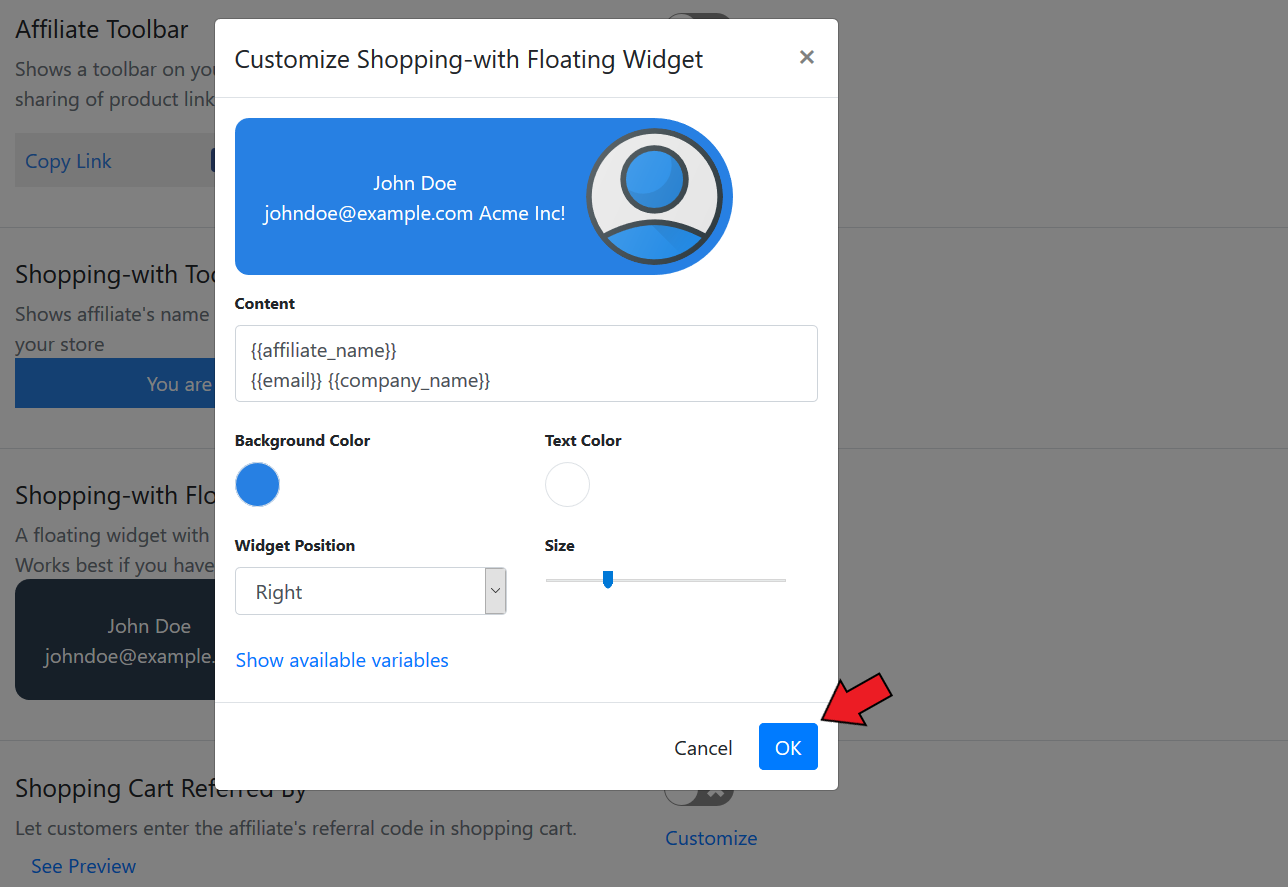 Affiliate Toolbar
Shows a toolbar on you
sharing of product link
Copy Link
Shopping-with Too
Shows affiliate's name
your store
You are
Shopping-with Flo
A floating widget with
Works best if you have
John Doe
johndoe@example.
Shopping Cart Referred By
Let customers enter the affiliate's referral code in shopping cart.
See Preview
Customize
Customize Shopping-with Floating Widget
×
John Doe
johndoe@example.com Acme Inc!
Content
{{affiliate_name}}
{{email}} {{company_name}}
Background Color
Text Color
Widget Position
Size
Right
Show available variables
Cancel
OK